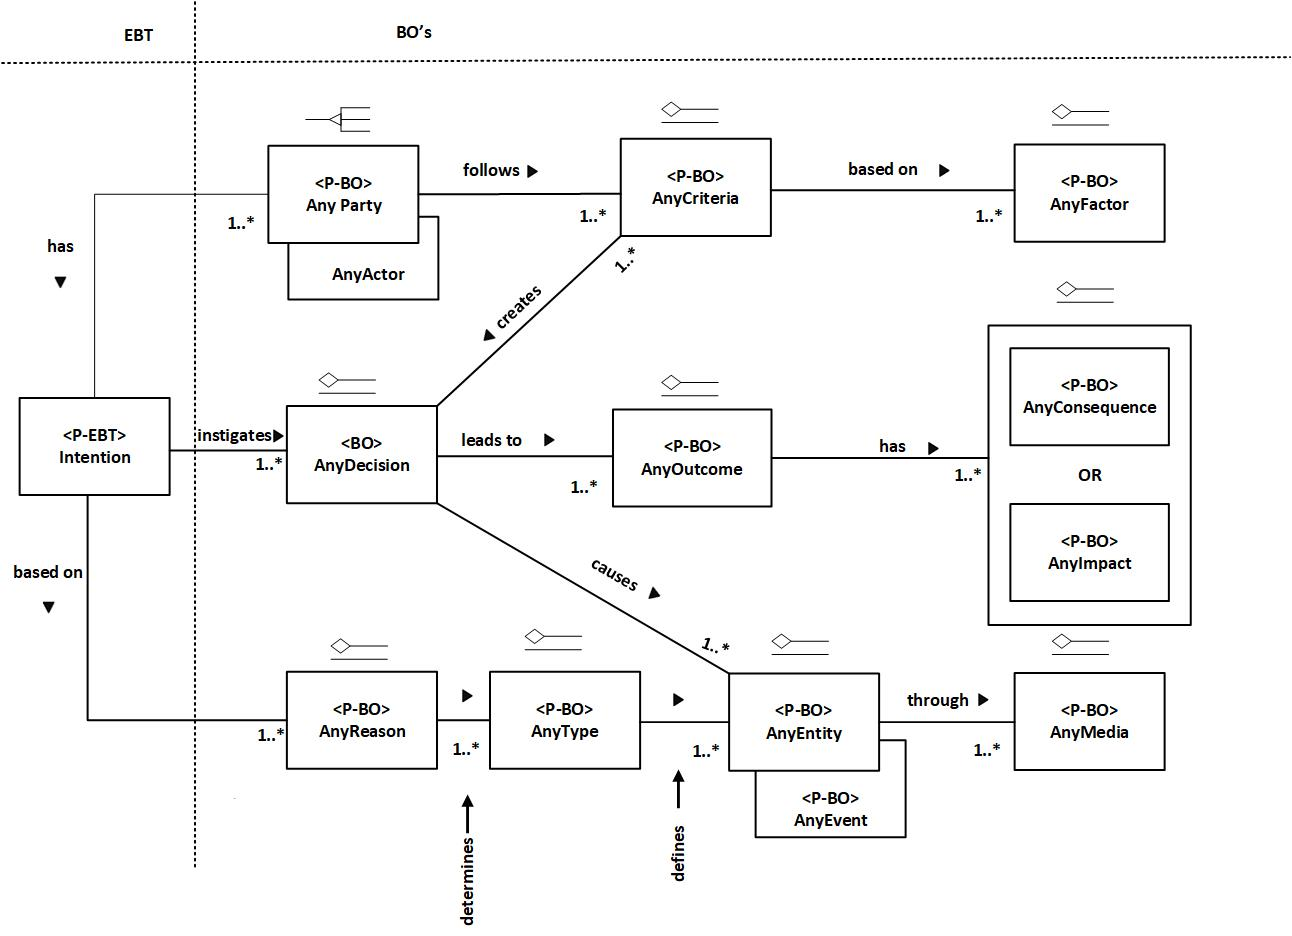 EBT
BO's
<P-BO>
Any Party
AnyActor
follows
1..*
1..*
<P-BO>
AnyCriteria
based on
1..*
<P-BO>
AnyFactor
has
creates
1..*
<P-EBT>
Intention
instigates
1..*
<BO>
AnyDecision
leads to
1..*
<P-BO>
AnyOutcome
has
1..*
<P-BO>
AnyConsequence
OR
<P-BO>
AnyImpact
based on
causes
1..*
1..*
<P-BO>
AnyReason
1..*
<P-BO>
AnyType
1..*
<P-BO>
AnyEntity
<P-BO>
AnyEvent
through
1..*
<P-BO>
AnyMedia
determines
defines